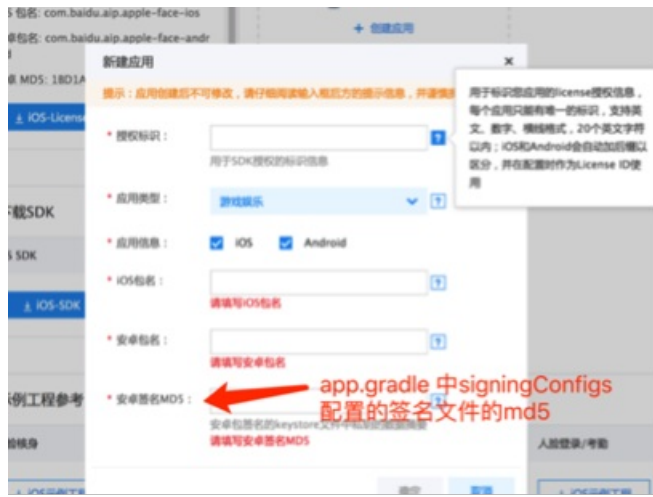 包名: com.baidu.aip.apple-face-ios
包名: com.baidu.aip.apple-face-andr
MD5: 18D1A
+ 创建应用
新建应用
×
提示：应用创建后不可修改，请仔细阅读输入框后方的提示信息，并谨慎
用于标识您应用的license授权信息，
每个应用只能有唯一的标识，支持英
文、数字、横线格式，20个英文字符
以内；iOS和Android会自动加后缀以
区分，并在配置时作为License ID使
用
iOS-License
* 授权标识：
?
用于SDK授权的标识信息
下载SDK
* 应用类型：
游戏娱乐
?
SDK
* 应用信息：
iOS
Android
* iOS包名：
?
请填写iOS包名
iOS-SDK
* 安卓包名：
?
请填写安卓包名
示例工程参考
* 安卓签名MD5：
app.gradle 中signingConfigs
配置的签名文件的md5
?
安卓包签名的keystore文件中
请填写安卓签名MD5
人脸登录/考勤
确定
取消
iOS示例工程
iOS示例工程